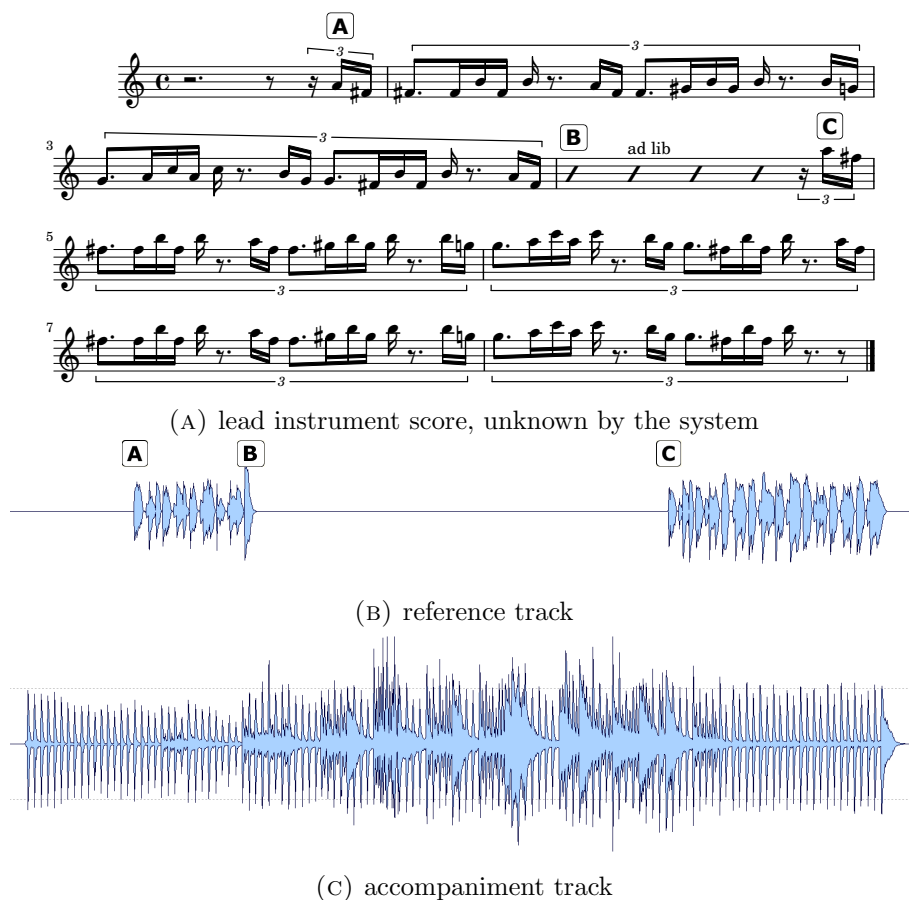 A
3
3
3
3
B
ad lib
C
3
5
3
3
7
3
3
(A) lead instrument score, unknown by the system
A
B
C
(B) reference track
(C) accompaniment track